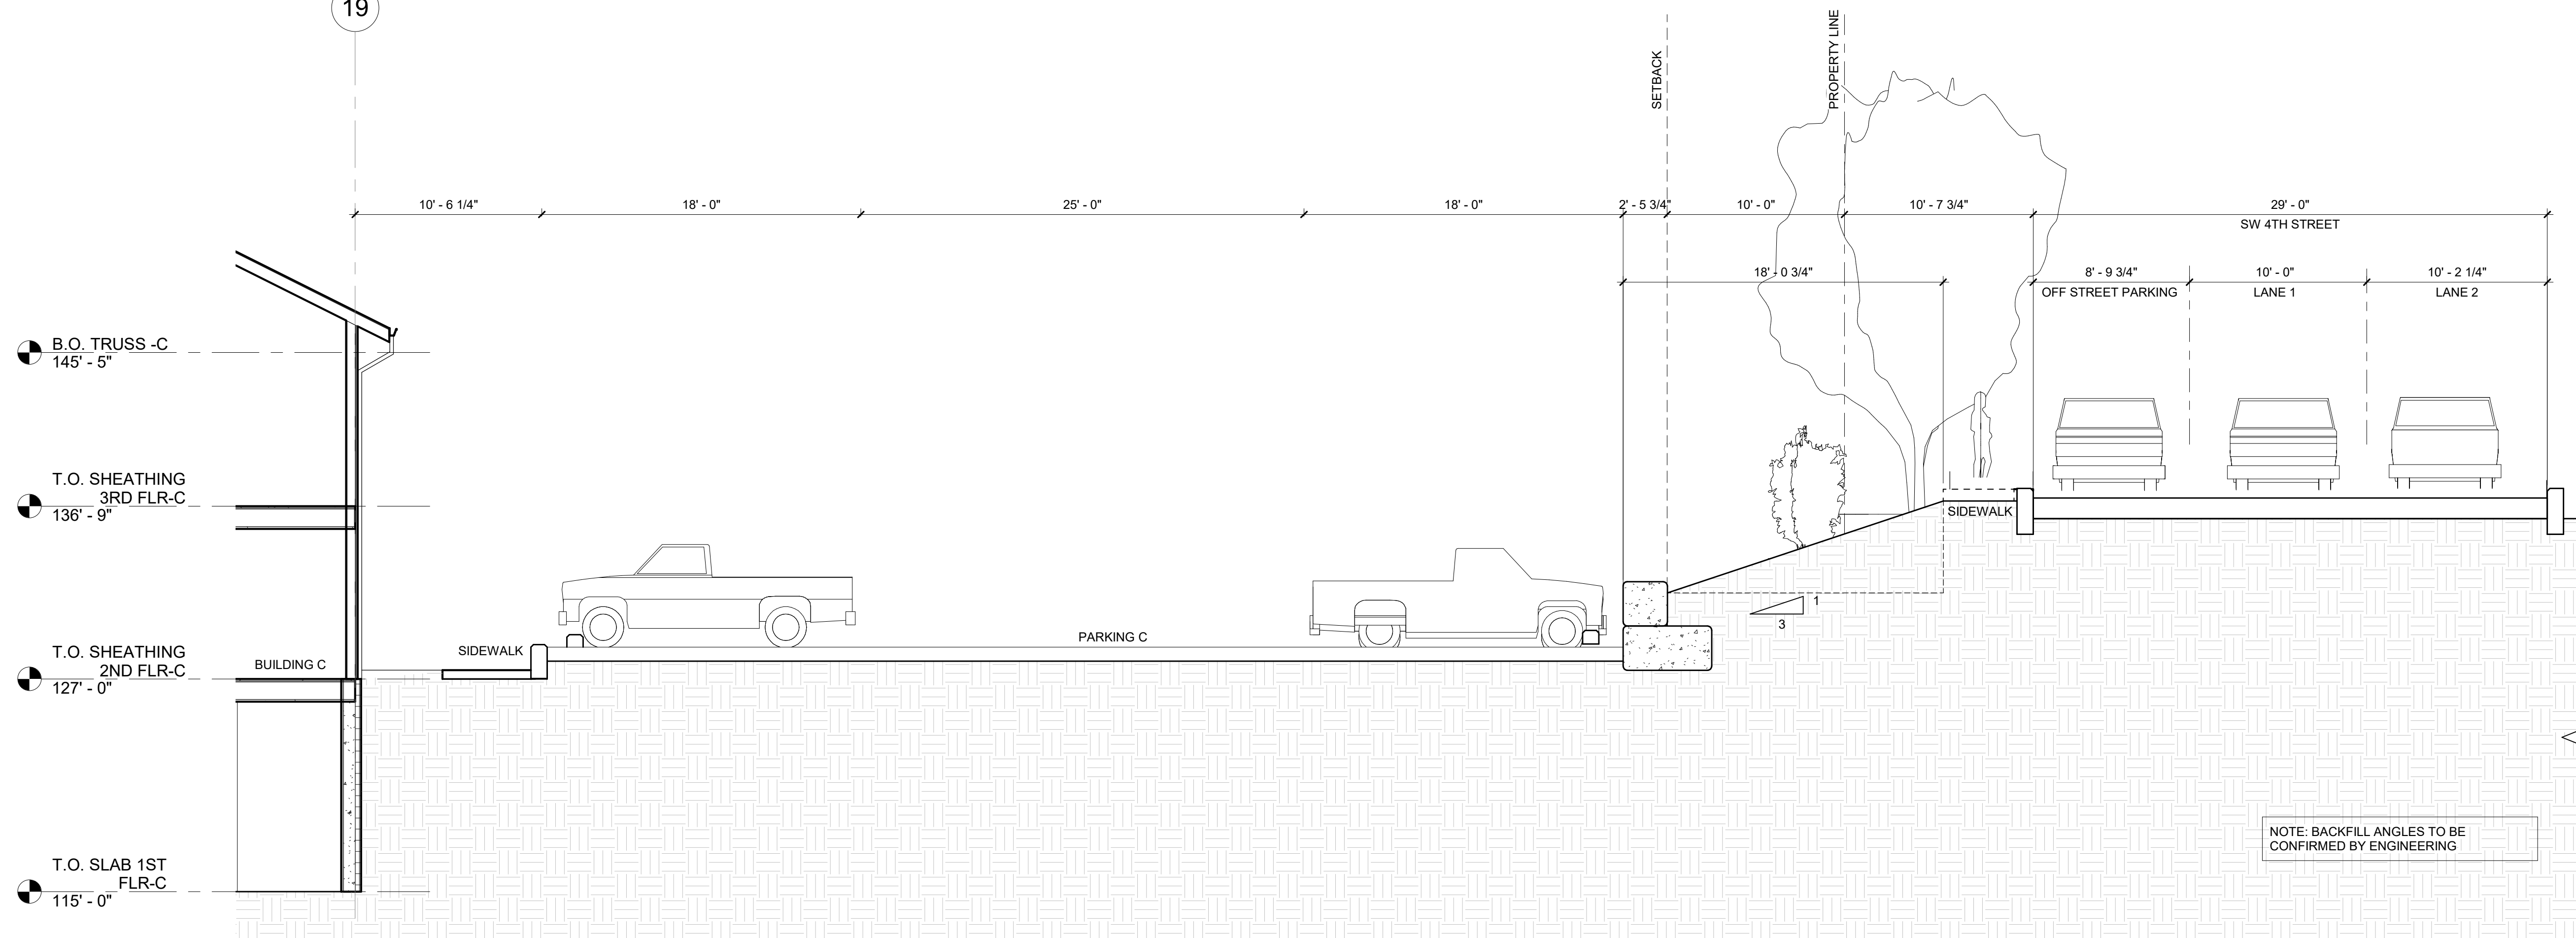 19
SETBACK
PROPERTY LINE
10' - 6 1/4"
18' - 0"
25' - 0"
18' - 0"
2' - 5 3/4"
10' - 0"
10' - 7 3/4"
29' - 0"
SW 4TH STREET
18' - 0 3/4"
8' - 9 3/4"
10' - 0"
10' - 2 1/4"
OFF STREET PARKING
LANE 1
LANE 2
B.O. TRUSS -C
145' - 5"
T.O. SHEATHING
3RD FLR-C
136' - 9"
SIDEWALK
1
3
T.O. SHEATHING
2ND FLR-C
127' - 0"
BUILDING C
SIDEWALK
PARKING C
NOTE: BACKFILL ANGLES TO BE
CONFIRMED BY ENGINEERING
T.O. SLAB 1ST
FLR-C
115' - 0"